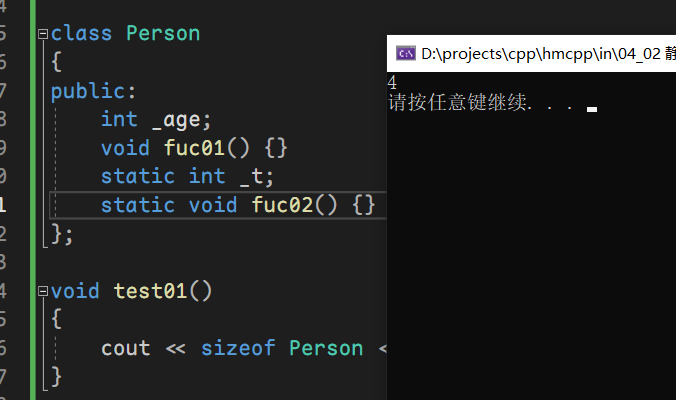 4
5
class Person
D:\projects\cpp\hmcpp\in\04_02 静
6
{
7
public:
4
8
int _age;
请按任意键继续. . .
9
void fuc01() {}
0
static int _t;
1
static void fuc02() {}
2
};
3
4
void test01()
5
{
6
cout << sizeof Person <
7
}